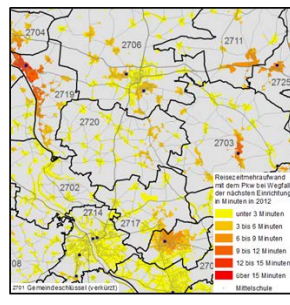 2704
2706
2711
2725
2719
2720
2703
2702
2714
2717
08
270
Reisezeitmehraufwand
mit dem Pkw bei Wegfall
der nächsten Einrichtung
in Minuten in 2012
unter 3 Minuten
3 bis 6 Minuten
6 bis 9 Minuten
9 bis 12 Minuten
12 bis 15 Minuten
über 15 Minuten
Mittelschule
2701 Gemeindeschlüssel (verkürzt)